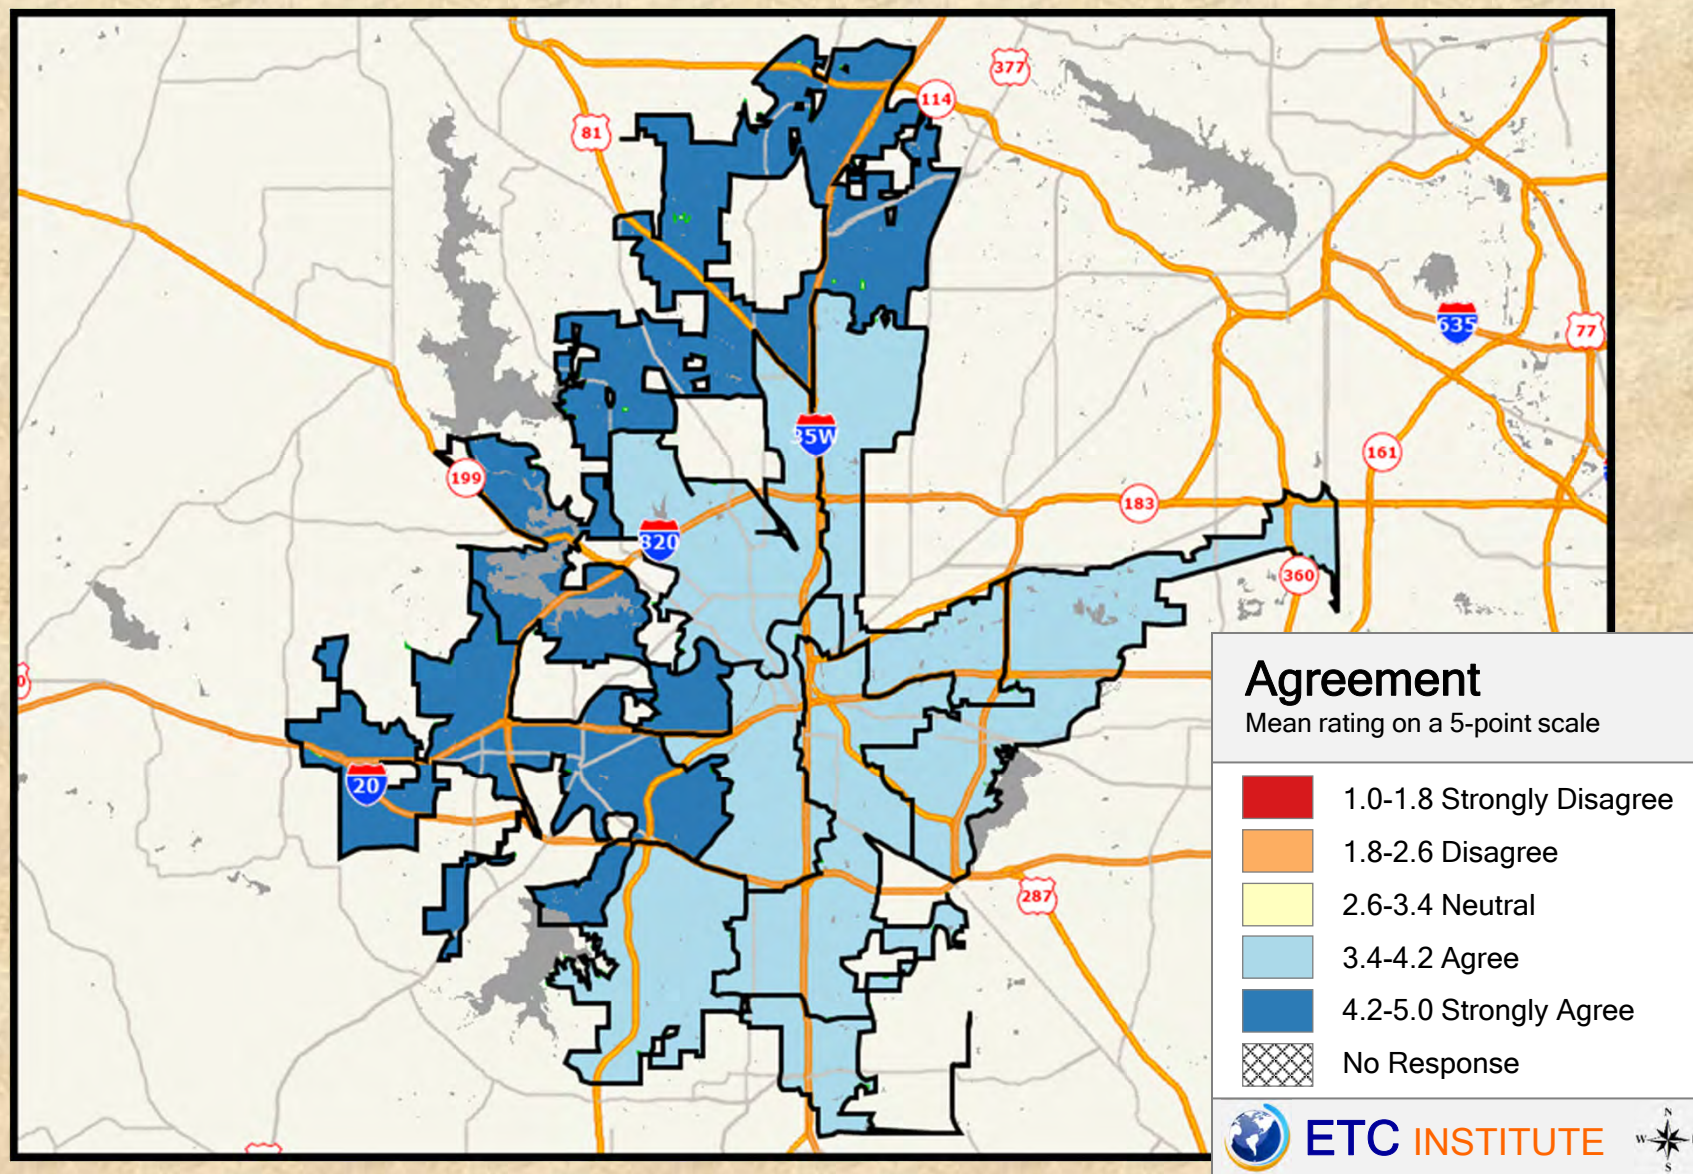 377
114
81
635
77
35W
199
161
183
820
360
20
287
Agreement
Mean rating on a 5-point scale
1.0-1.8 Strongly Disagree
1.8-2.6 Disagree
2.6-3.4 Neutral
3.4-4.2 Agree
4.2-5.0 Strongly Agree
No Response
ETC INSTITUTE
N
W
S